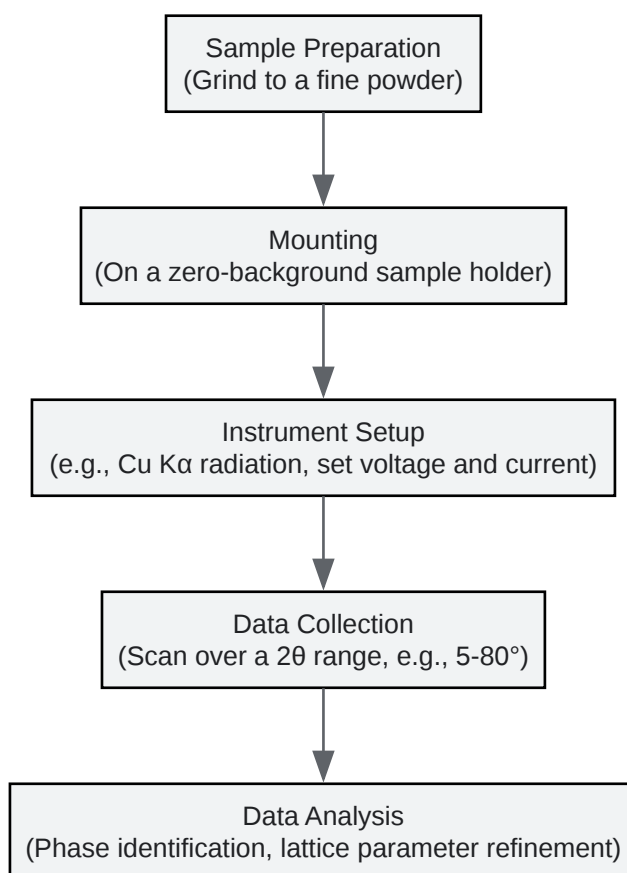 Sample Preparation
(Grind to a fine powder)
Mounting
(On a zero-background sample holder)
Instrument Setup
(e.g., Cu Kα radiation, set voltage and current)
Data Collection
(Scan over a 2θ range, e.g., 5-80°)
Data Analysis
(Phase identification, lattice parameter refinement)